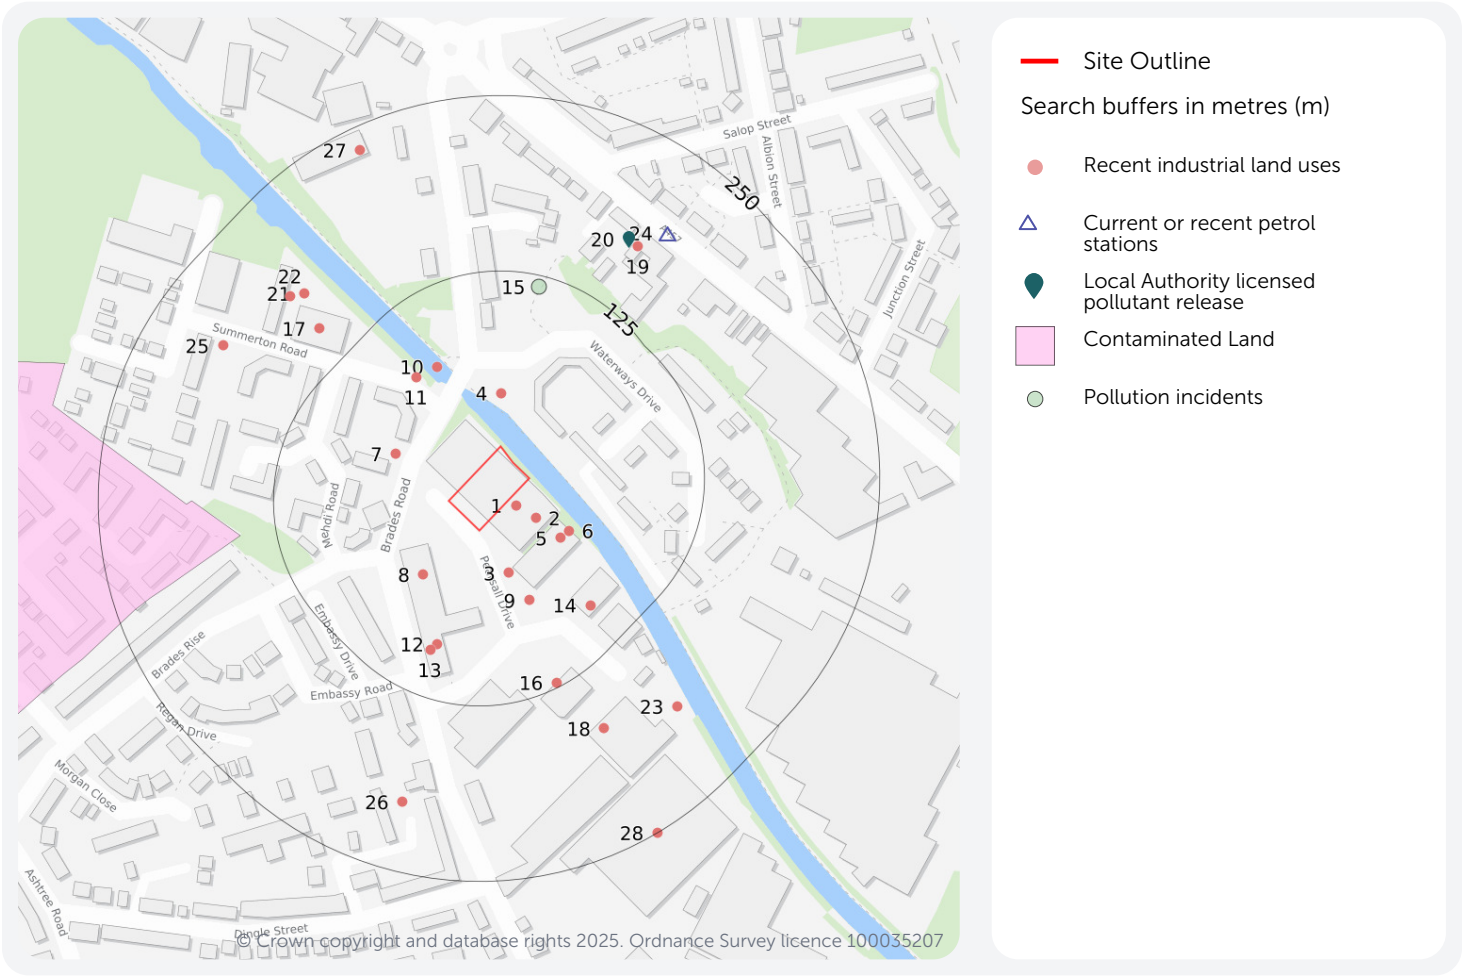 27
Salop Street
Albion Street
250
20
24
19
Junction Street
15
125
22
21
17
Summerton Road
25
10
11
4
Waterways Drive
7
Mehdi Road
Brades Road
1
2
5
6
8
3
9
14
12
13
Embassy Drive
Brades Rise
Embassy Road
16
23
18
Regan Drive
Morgan Close
26
28
Ashtree Road
Dingle Street
© Crown copyright and database rights 2025. Ordnance Survey licence 100035207
Site Outline
Search buffers in metres (m)
Recent industrial land uses
Current or recent petrol
stations
Local Authority licensed
pollutant release
Contaminated Land
Pollution incidents